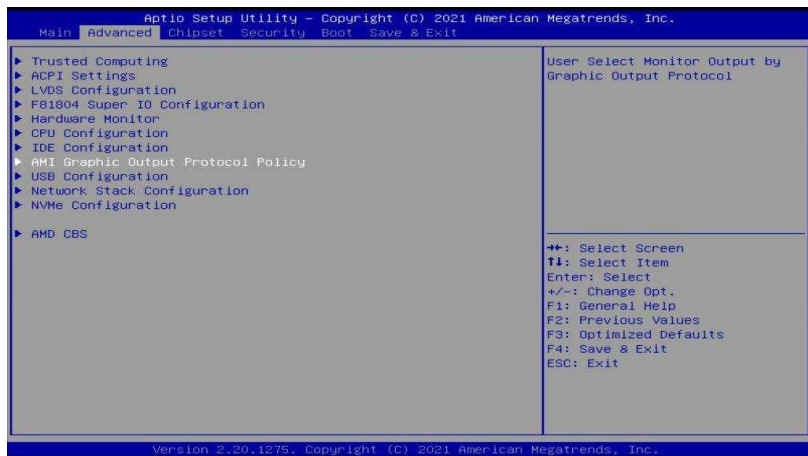 Aptio Setup Utility – Copyright (C) 2021 American Megatrends, Inc.
Main Advanced Chipset Security Boot Save & Exit
▶ Trusted Computing
▶ ACPI Settings
▶ LVDS Configuration
▶ F81804 Super IO Configuration
▶ Hardware Monitor
▶ CPU Configuration
▶ IDE Configuration
▶ AMI Graphic Output Protocol Policy
▶ USB Configuration
▶ Network Stack Configuration
▶ NVMe Configuration
▶ AMD CBS
User Select Monitor Output by
Graphic Output Protocol
→←: Select Screen
↑↓: Select Item
Enter: Select
+/-: Change Opt.
F1: General Help
F2: Previous Values
F3: Optimized Defaults
F4: Save & Exit
ESC: Exit
Version 2.20.1275. Copyright (C) 2021 American Megatrends, Inc.